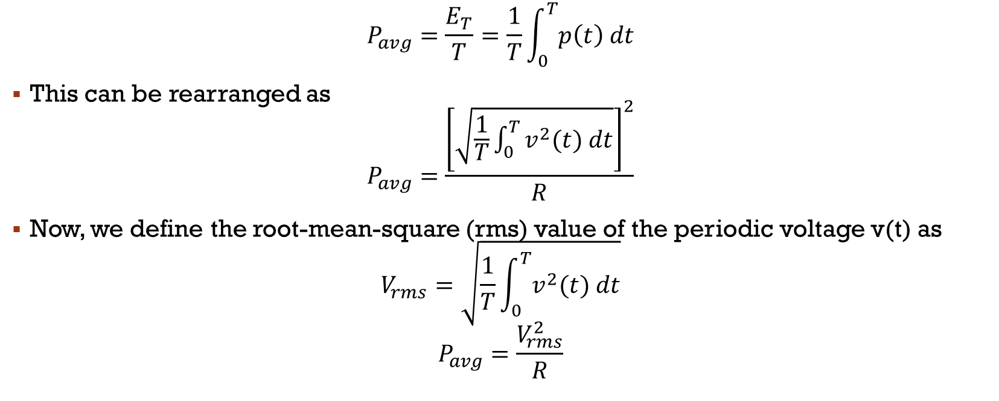 P_{avg} = \frac{E_T}{T} = \frac{1}{T} \int_0^T p(t) dt
▪ This can be rearranged as
P_{avg} = \frac{\left[ \sqrt{\frac{1}{T} \int_0^T v^2(t) dt} \right]^2}{R}
▪ Now, we define the root-mean-square (rms) value of the periodic voltage v(t) as
V_{rms} = \sqrt{\frac{1}{T} \int_0^T v^2(t) dt}
P_{avg} = \frac{V_{rms}^2}{R}